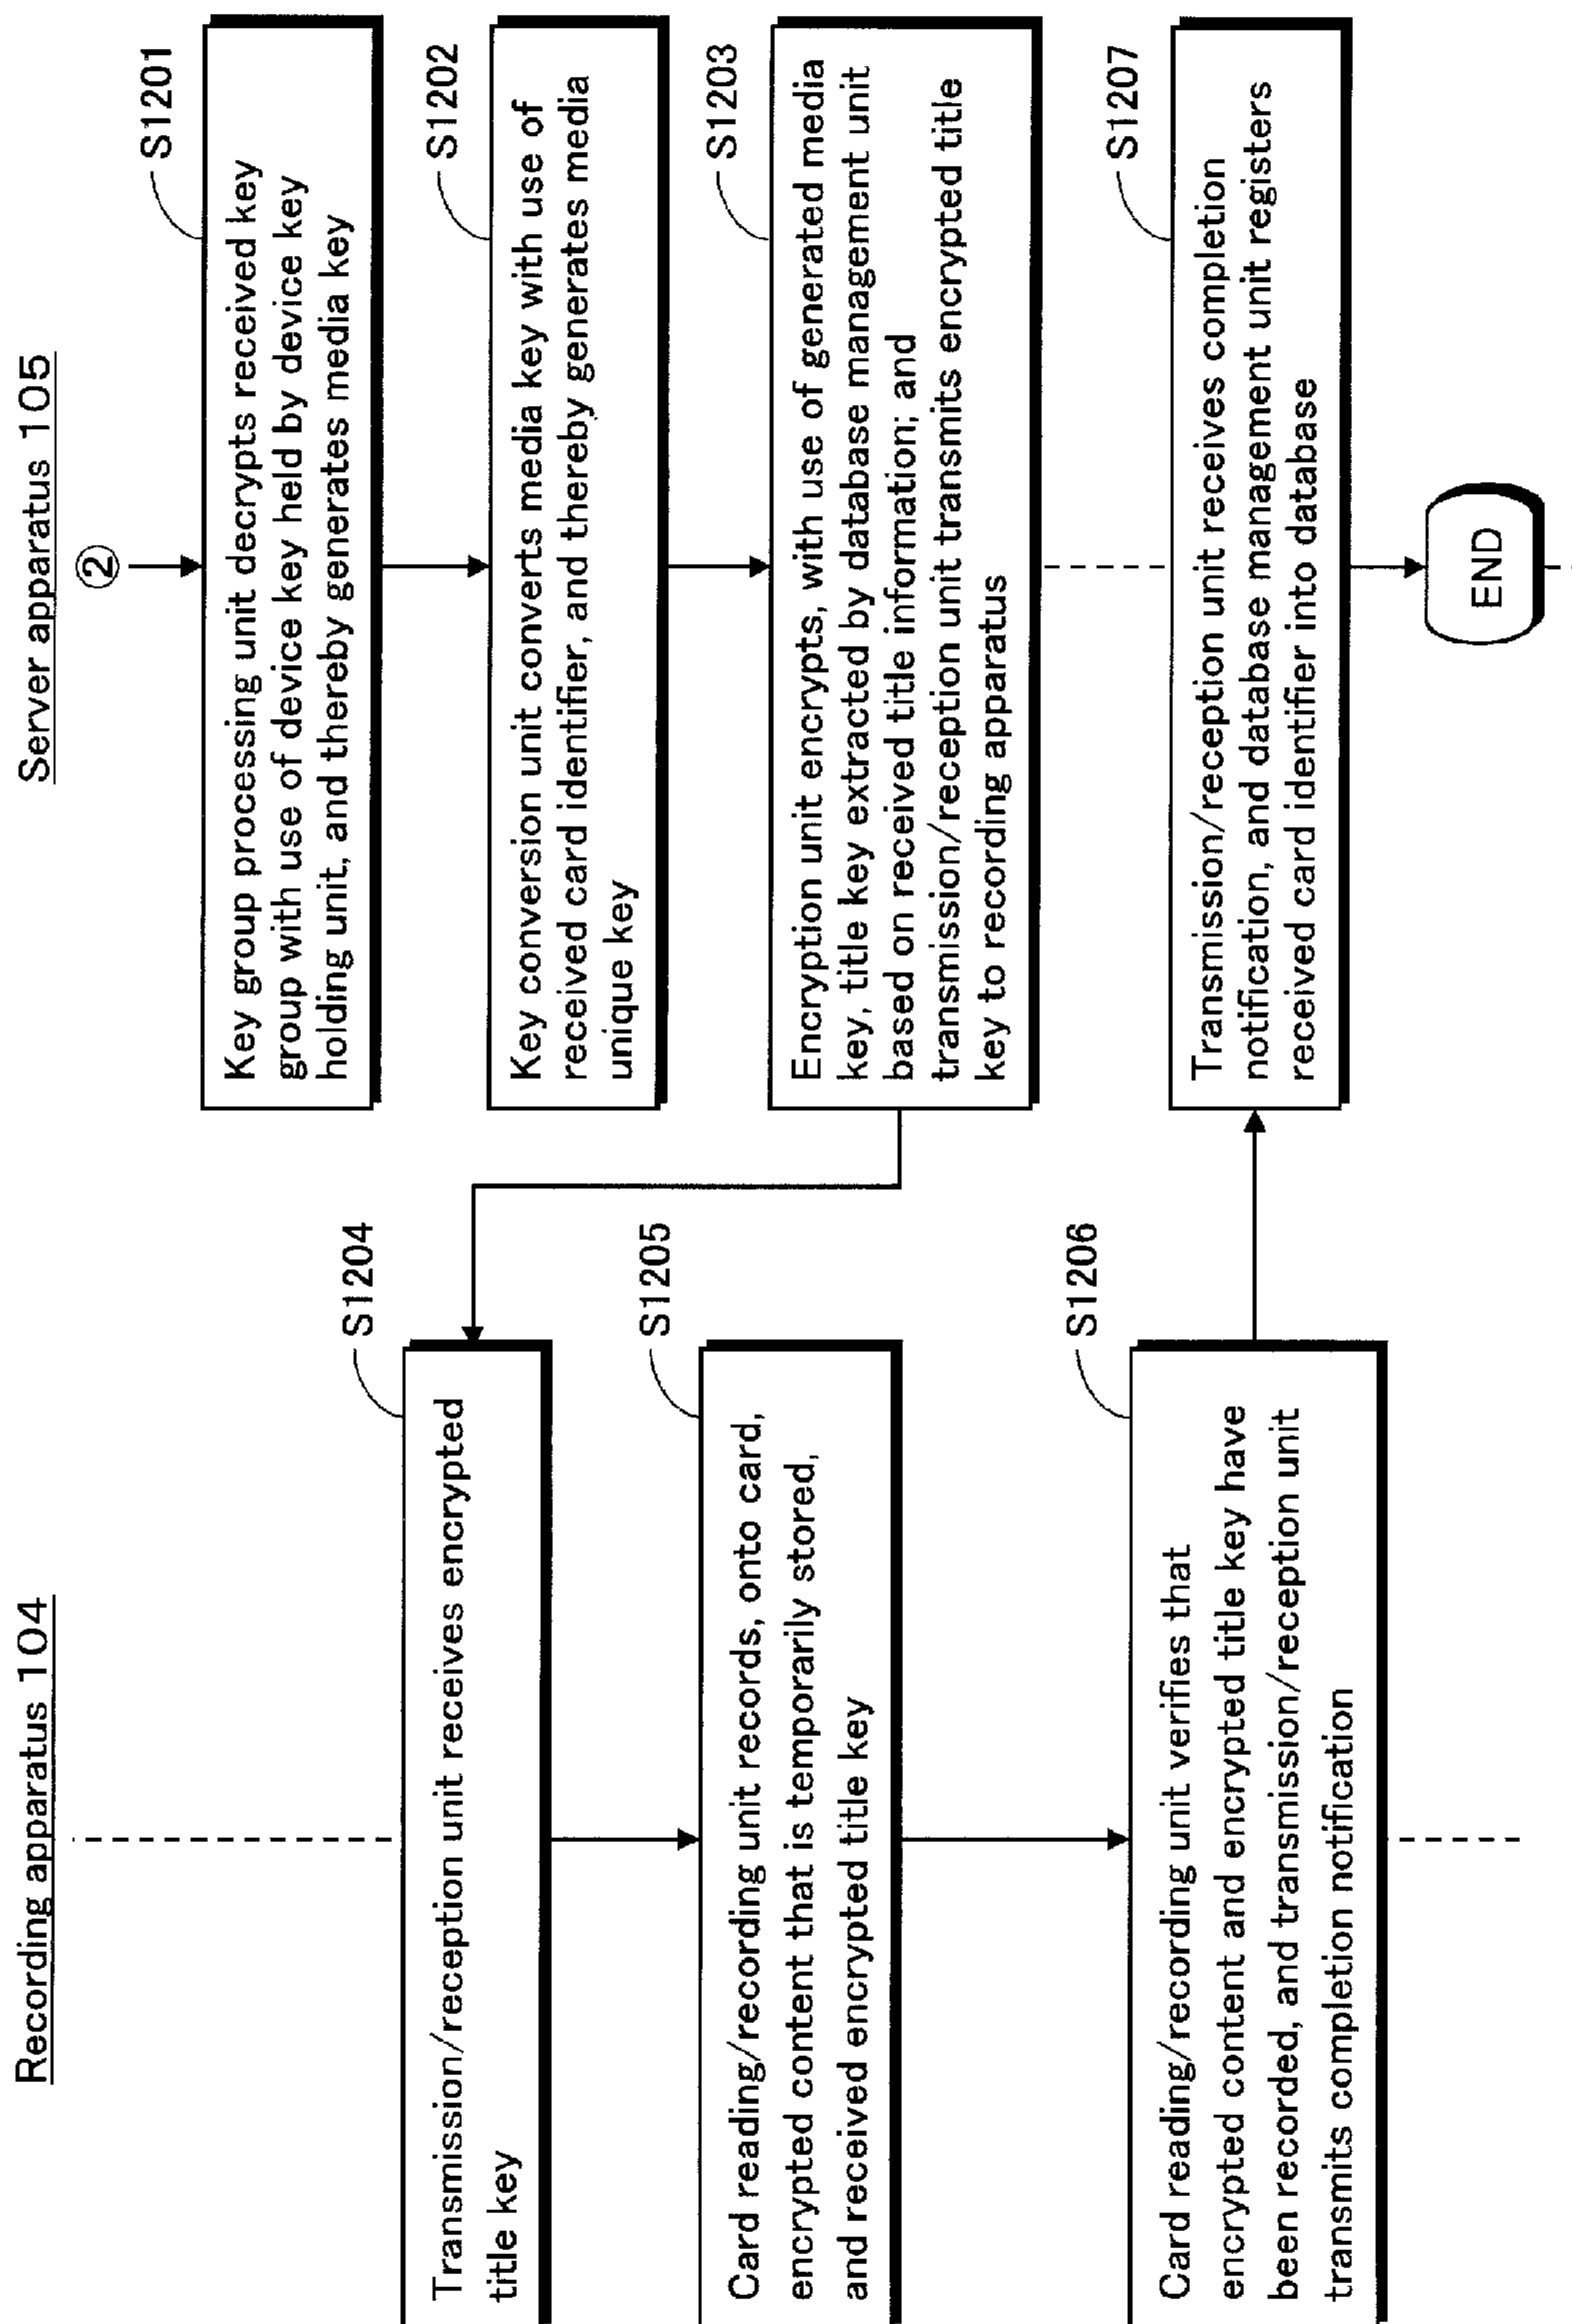 Recording apparatus 104
Server apparatus 105
②
S1201
Key group processing unit decrypts received key
group with use of device key held by device key
holding unit, and thereby generates media key
S1202
Key conversion unit converts media key with use of
received card identifier, and thereby generates media
unique key
S1203
Encryption unit encrypts, with use of generated media
key, title key extracted by database management unit
based on received title information; and
transmission/reception unit transmits encrypted title
key to recording apparatus
S1204
Transmission/reception unit receives encrypted
title key
S1205
Card reading/recording unit records, onto card,
encrypted content that is temporarily stored,
and received encrypted title key
S1206
Card reading/recording unit verifies that
encrypted content and encrypted title key have
been recorded, and transmission/reception unit
transmits completion notification
S1207
Transmission/reception unit receives completion
notification, and database management unit registers
received card identifier into database
END